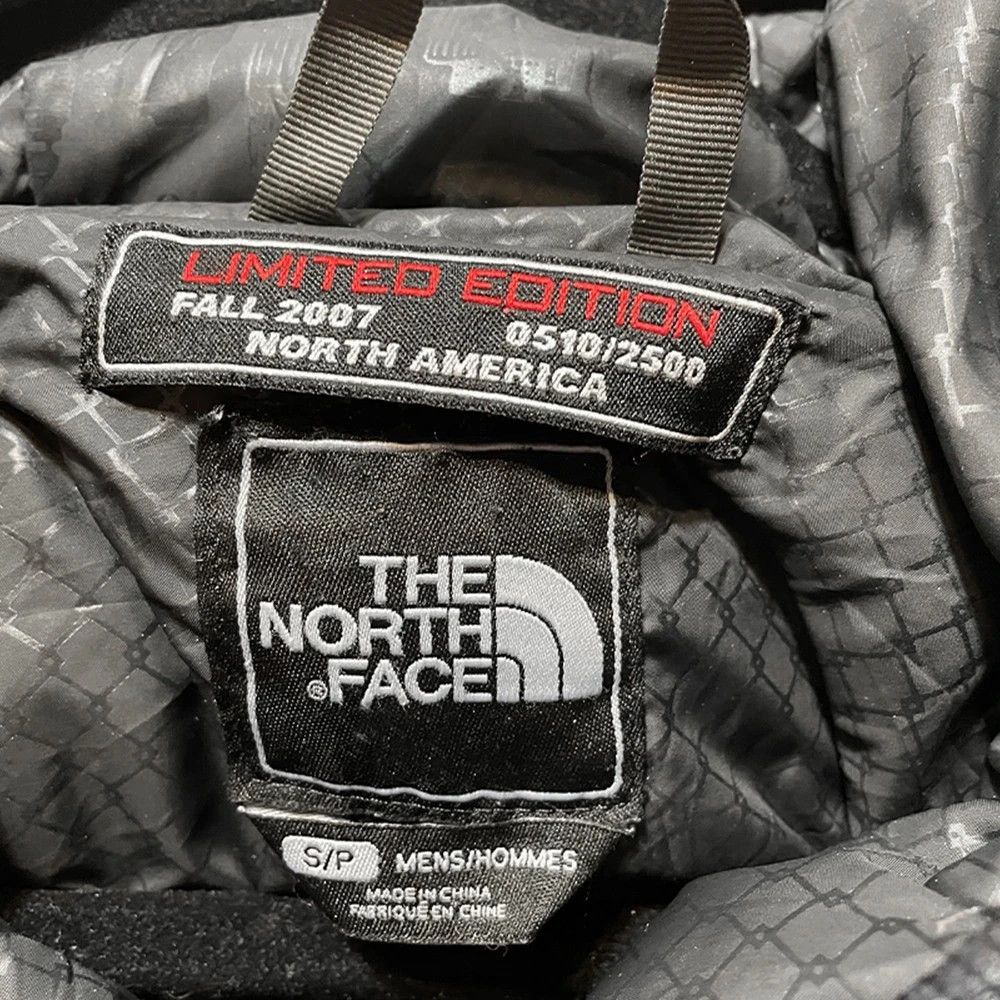 LIMITED EDITION
FALL 2007 0510/2500
NORTH AMERICA
THE
NORTH
®FACE
S/P MENS/HOMMES
MADE IN CHINA
FABRIQUÉ EN CHINE